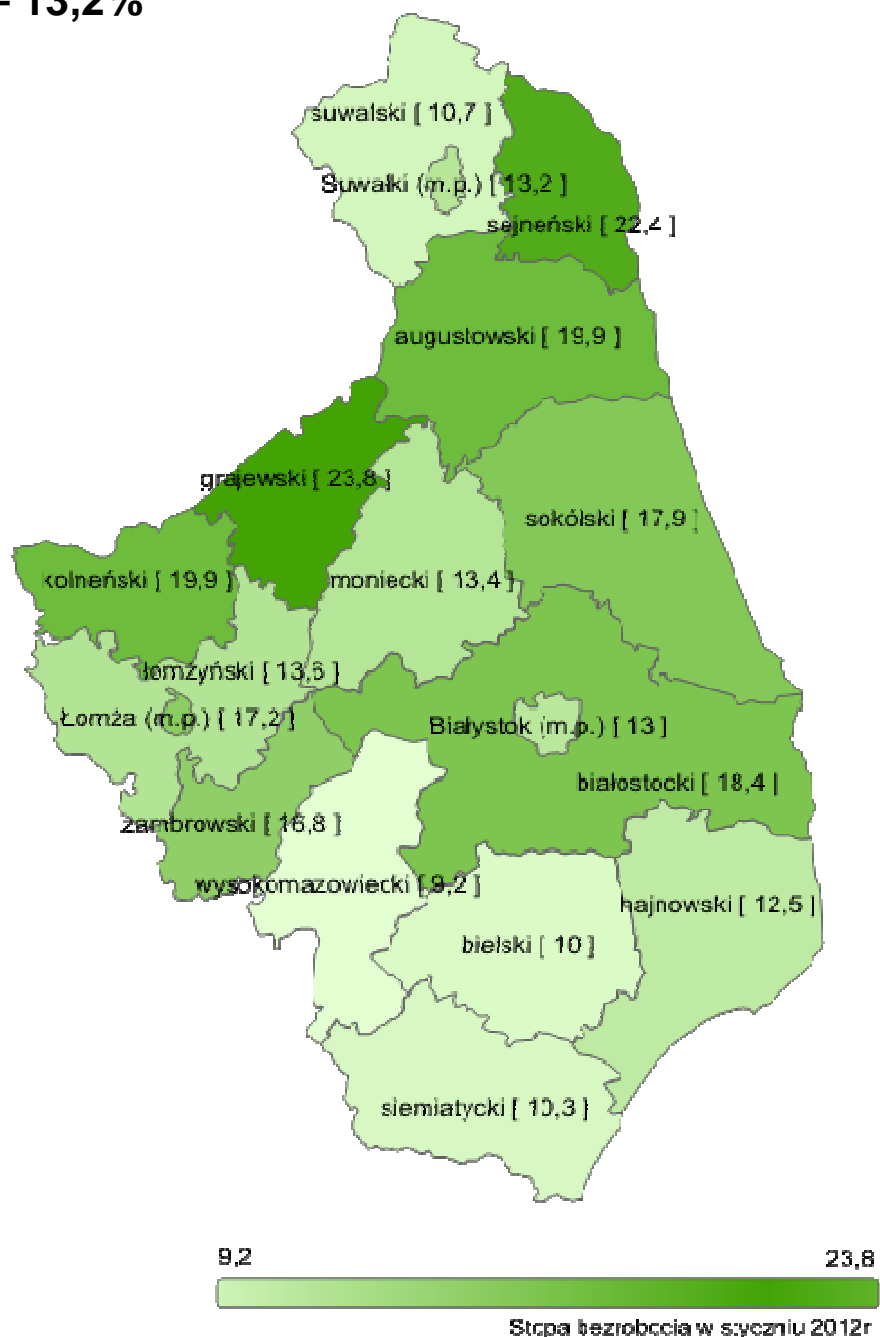 - 13,2%
suwalski [ 10,7 ]
Suwałki (m.p.) [ 13,2 ]
sejneński [ 22,4 ]
augustowski [ 19,9 ]
grajewski [ 23,8 ]
sokólski [ 17,9 ]
kolneński [ 19,9 ]
moniecki [ 13,4 ]
łomżyński [ 13,6 ]
Łomża (m.p.) [ 17,2 ]
Białystok (m.p.) [ 13 ]
białostocki [ 18,4 ]
zambrowski [ 16,8 ]
wysokomazowiecki [ 9,2 ]
hajnowski [ 12,5 ]
bielski [ 10 ]
siemiatycki [ 10,3 ]
9,2 23,8
Stopa bezrobocia w styczniu 2012r